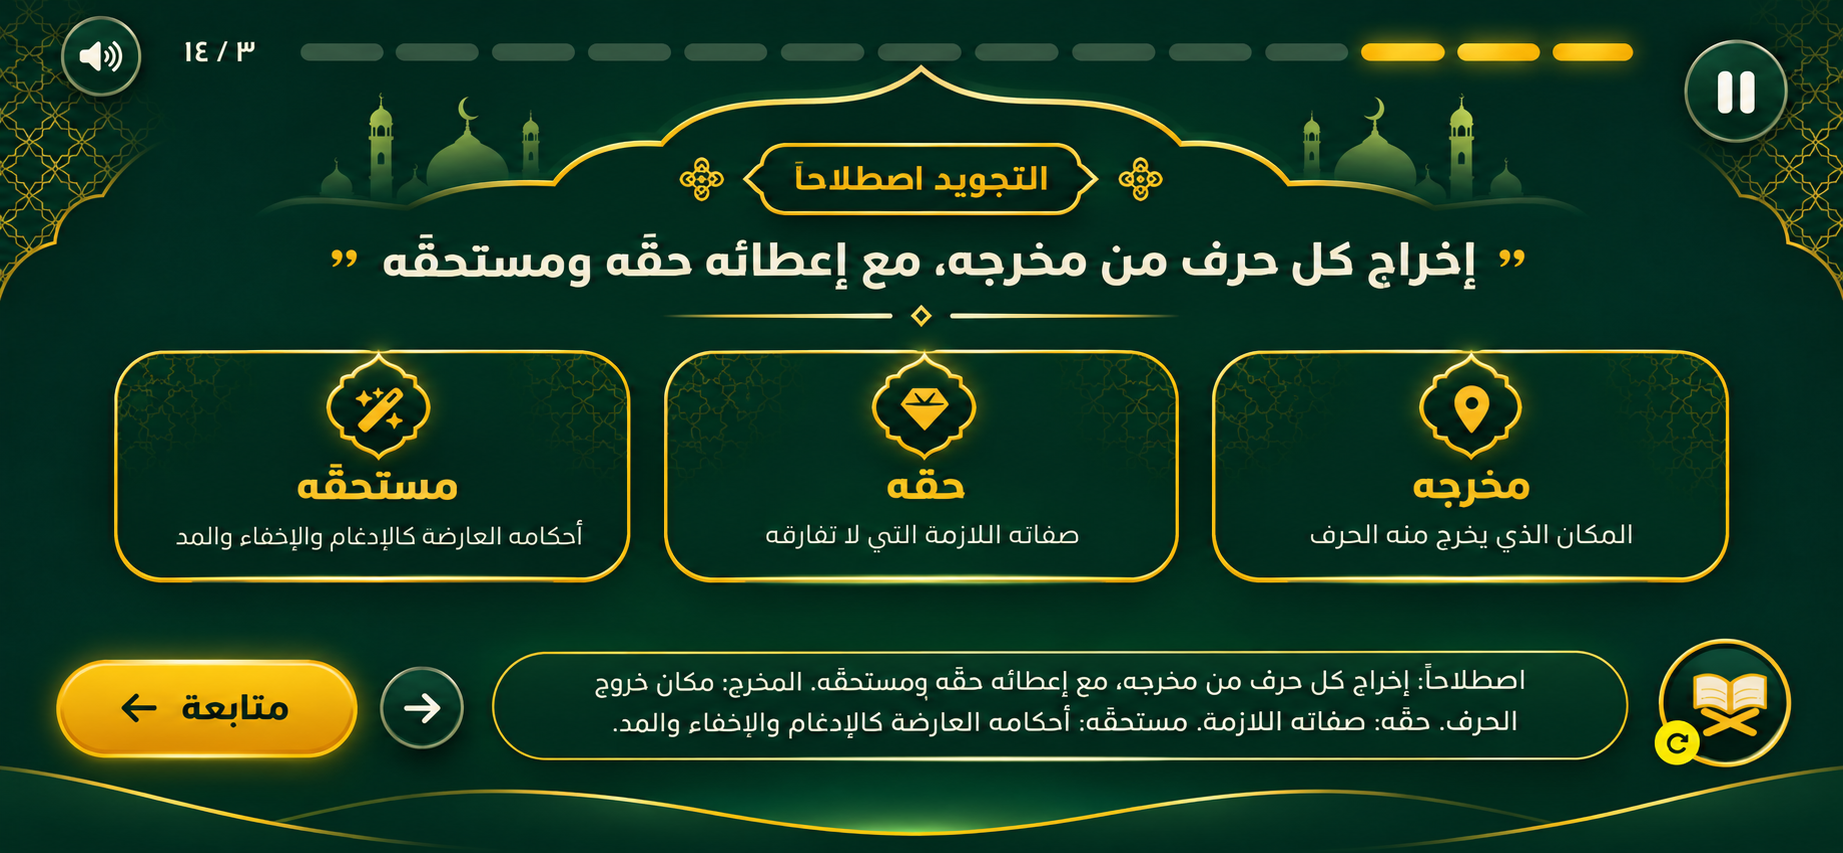 ٣ / ١٤
التجويد اصطلاحاً
" إخراج كل حرف من مخرجه، مع إعطائه حقَّه ومستحقَّه "
مخرجه
المكان الذي يخرج منه الحرف
حقه
صفاته اللازمة التي لا تفارقه
مستحقَّه
أحكامه العارضة كالإدغام والإخفاء والمد
اصطلاحاً: إخراج كل حرف من مخرجه، مع إعطائه حقَّه ومستحقَّه. المخرج: مكان خروج
الحرف. حقَّه: صفاته اللازمة. مستحقَّه: أحكامه العارضة كالإدغام والإخفاء والمد.
متابعة